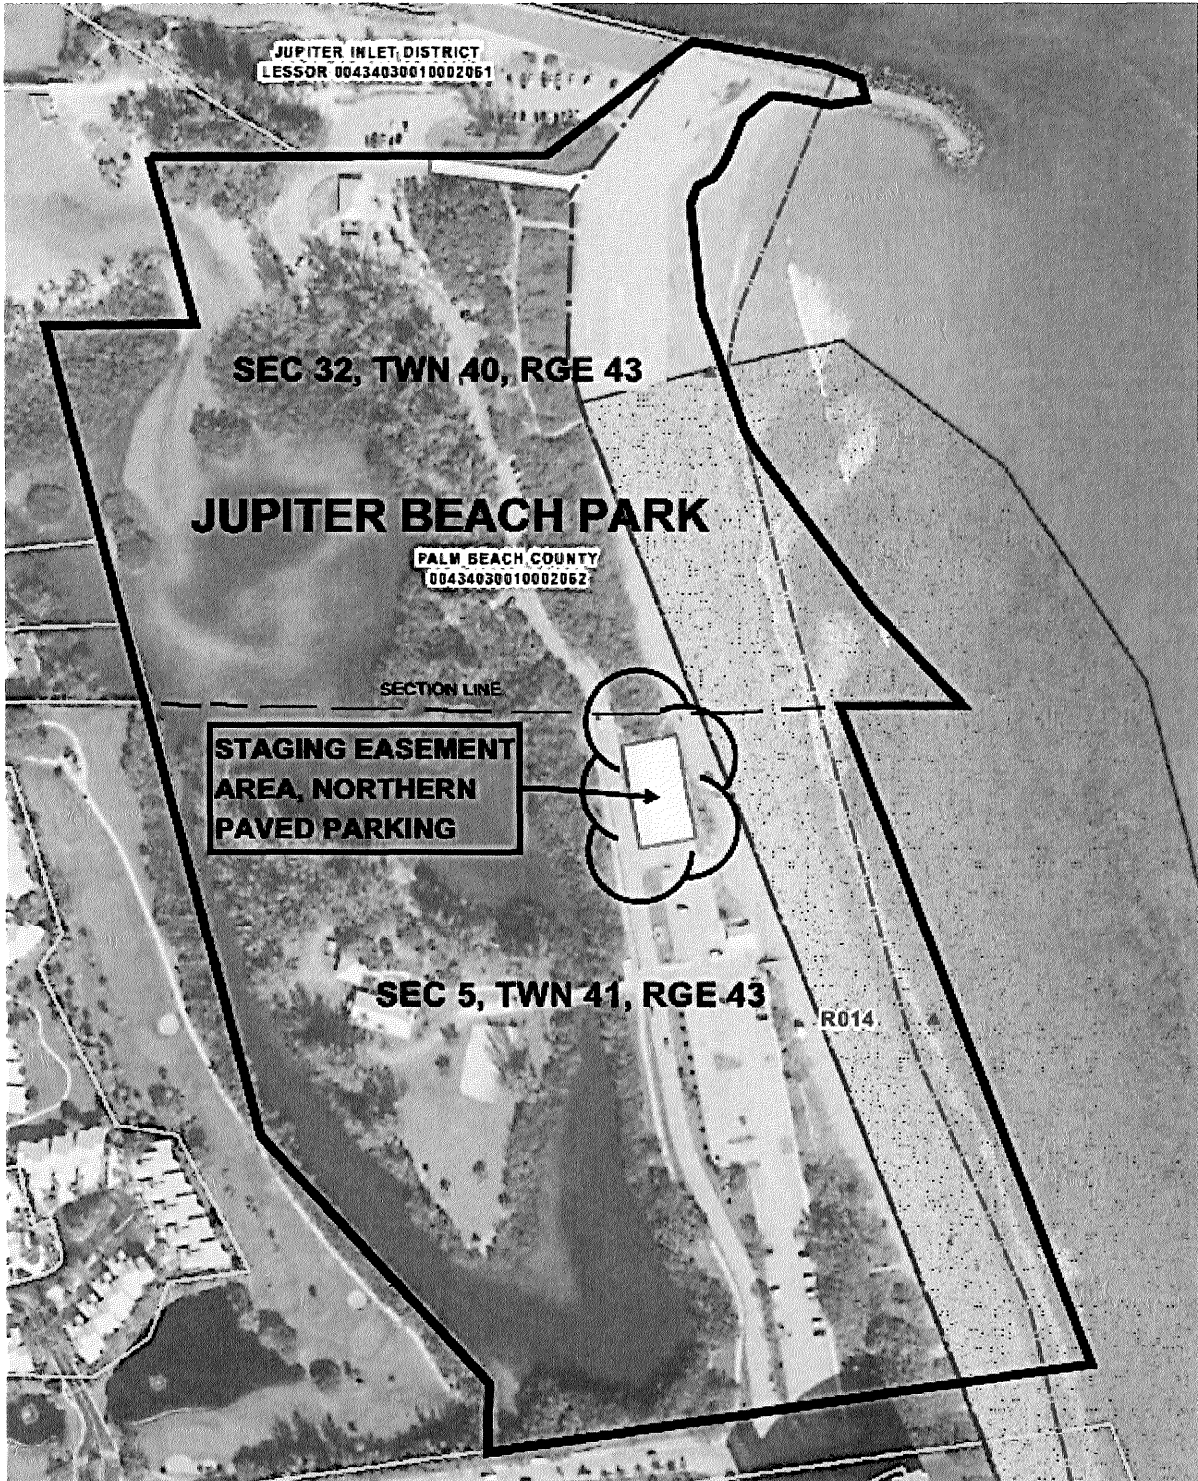 JUPITER INLET DISTRICT
LESSOR 00434030010002061
SEC 32, TWN 40, RGE 43
JUPITER BEACH PARK
PALM BEACH COUNTY
00434030010002062
SECTION LINE
STAGING EASEMENT
AREA, NORTHERN
PAVED PARKING
SEC 5, TWN 41, RGE 43
R014